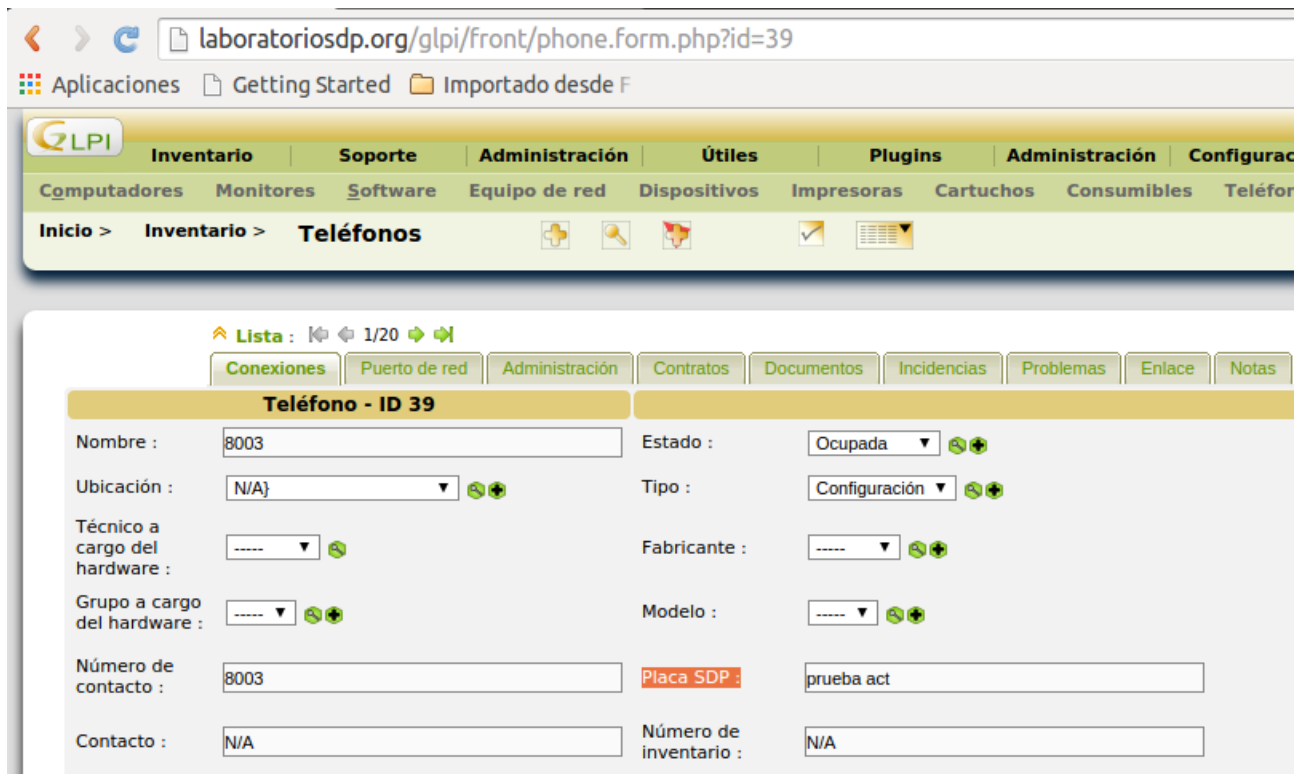 laboratoriosdp.org/glpi/front/phone.form.php?id=39
Aplicaciones Getting Started Importado desde F
GLPI
Inventario Soporte Administración Útiles Plugins Administración Configurac
Computadores Monitores Software Equipo de red Dispositivos Impresoras Cartuchos Consumibles Teléfon
Inicio > Inventario > Teléfonos
Lista : 1/20
Conexiones Puerto de red Administración Contratos Documentos Incidencias Problemas Enlace Notas
Teléfono - ID 39
Nombre : 8003 Estado : Ocupada
Ubicación : N/A} Tipo : Configuración
Técnico a
cargo del
hardware : ----- Fabricante : -----
Grupo a cargo
del hardware : ----- Modelo : -----
Número de
contacto : 8003 Placa SDP : prueba act
Contacto : N/A Número de
inventario : N/A